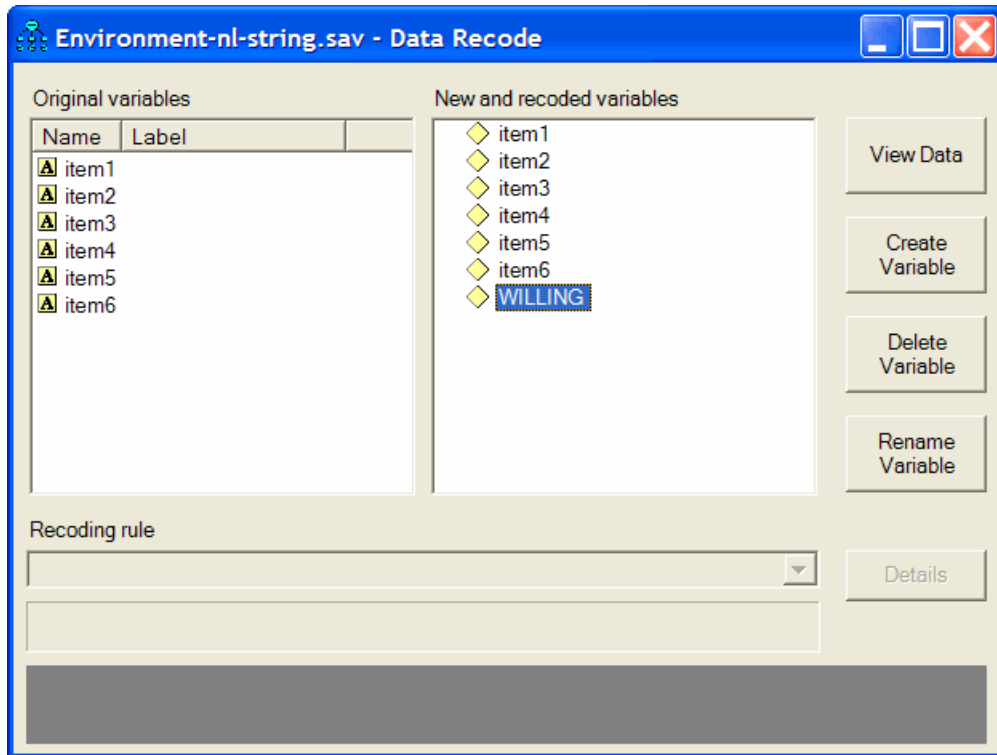 Environment-nl-string.sav - Data Recode
Original variables
Name Label
A item1
A item2
A item3
A item4
A item5
A item6
New and recoded variables
item1
item2
item3
item4
item5
item6
WILLING
View Data
Create
Variable
Delete
Variable
Rename
Variable
Recoding rule
Details